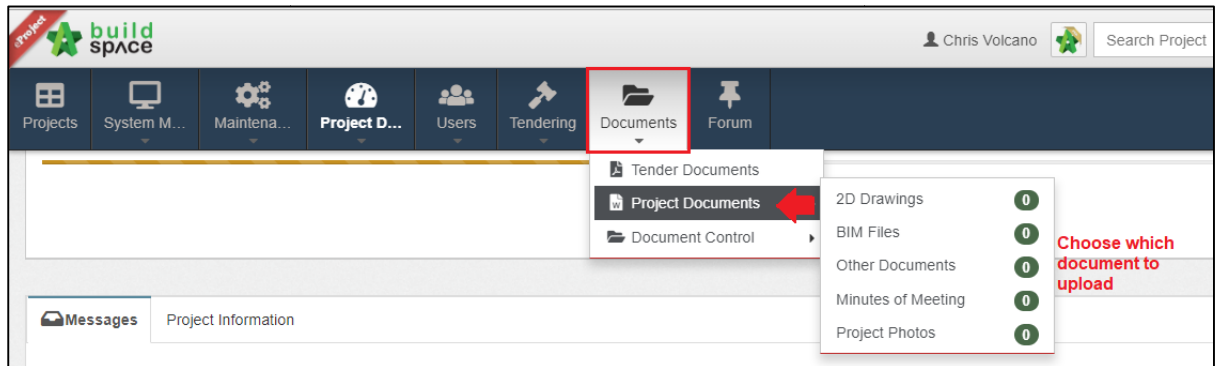 eProject
build
spʌce
Chris Volcano
Search Project
Projects
System M...
Maintena...
Project D...
Users
Tendering
Documents
Forum
Tender Documents
Project Documents
Document Control
2D Drawings 0
BIM Files 0
Other Documents 0
Minutes of Meeting 0
Project Photos 0
Choose which
document to
upload
Messages
Project Information